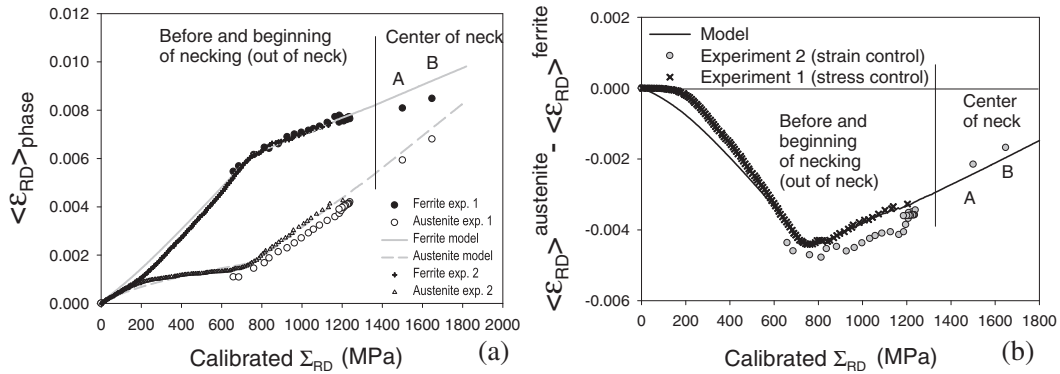 0.012
0.010
0.008
0.006
0.004
0.002
0.000
<ε_RD>_phase
Before and beginning
of necking (out of neck)
Center of neck
A
B
Ferrite exp. 1
Austenite exp. 1
Ferrite model
Austenite model
Ferrite exp. 2
Austenite exp. 2
0 200 400 600 800 1000 1200 1400 1600 1800 2000
Calibrated Σ_RD (MPa)
(a)
0.002
0.000
-0.002
-0.004
-0.006
<ε_RD>^austenite - <ε_RD>^ferrite
Model
Experiment 2 (strain control)
Experiment 1 (stress control)
Before and
beginning
of necking
(out of neck)
Center
of neck
B
A
0 200 400 600 800 1000 1200 1400 1600 1800
Calibrated Σ_RD (MPa)
(b)